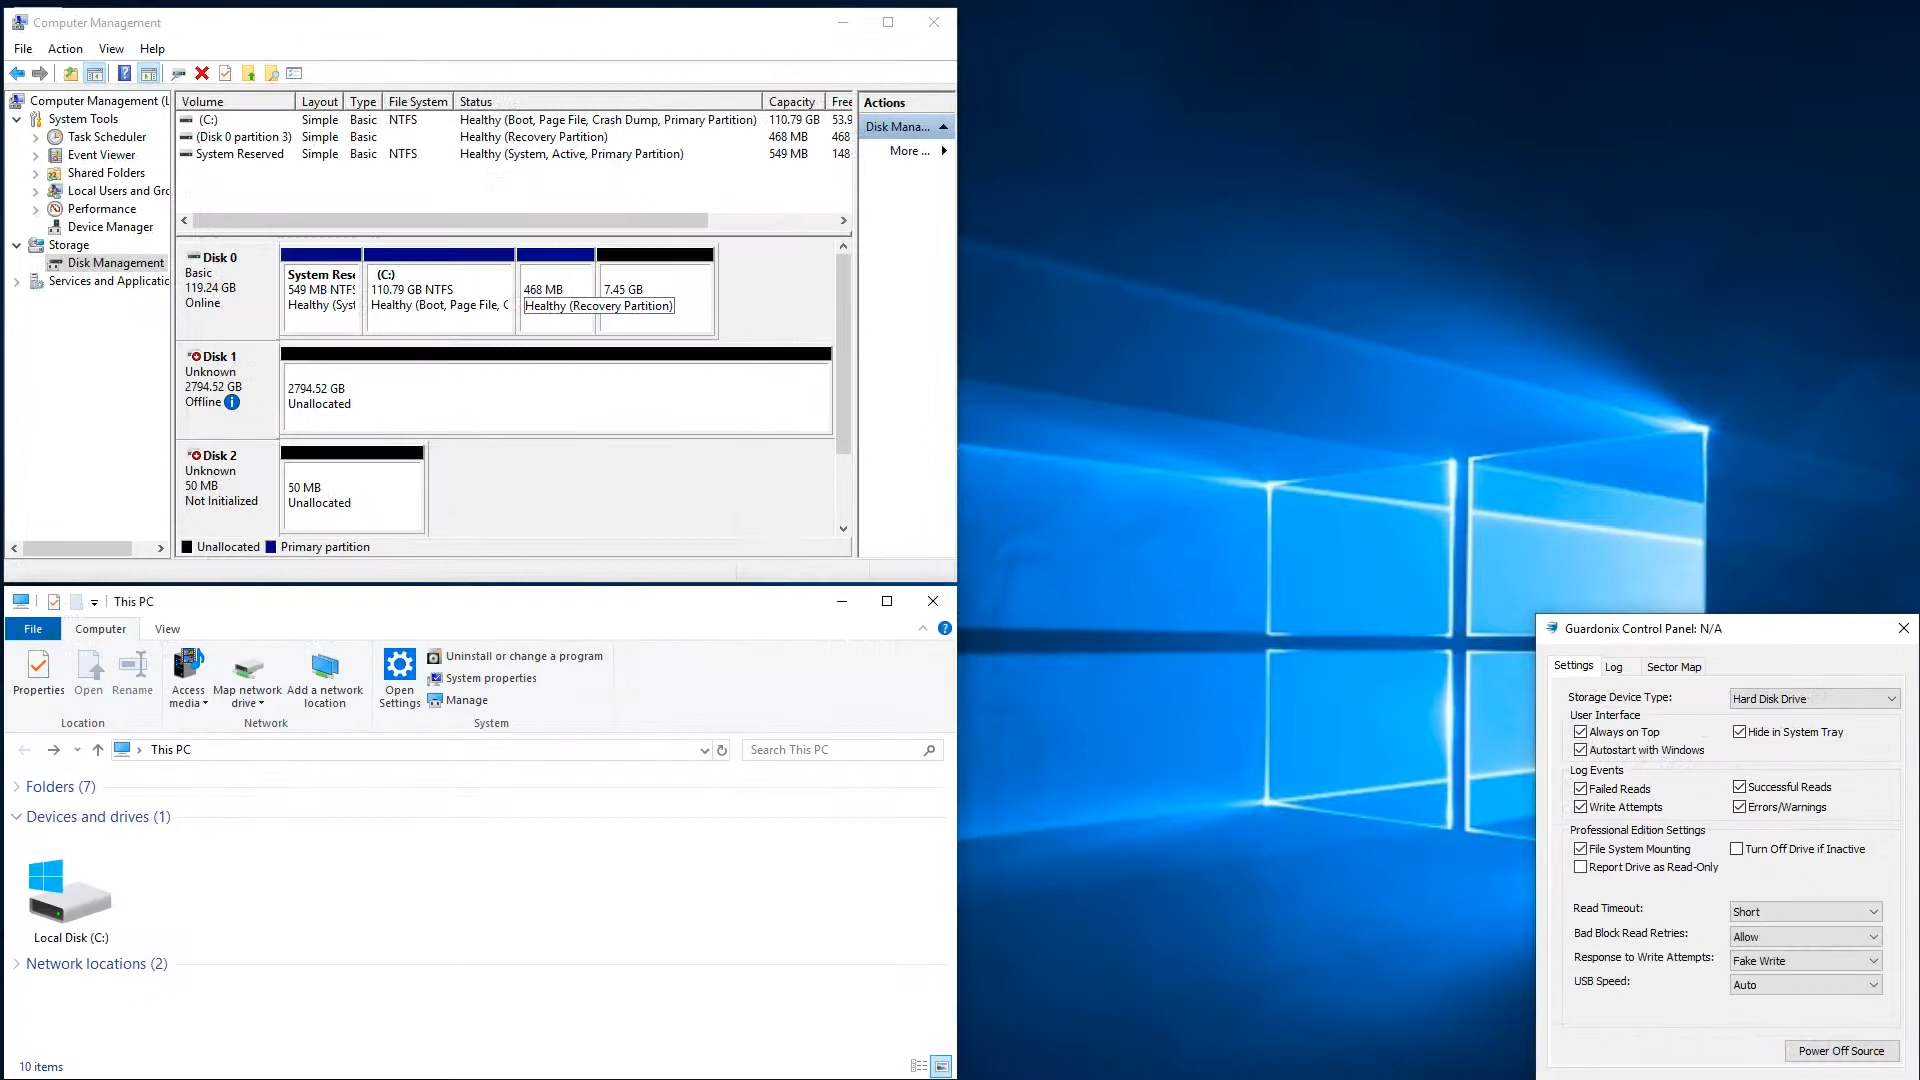 Computer Management
File Action View Help
Computer Management (L
System Tools
Task Scheduler
Event Viewer
Shared Folders
Local Users and Gro
Performance
Device Manager
Storage
Disk Management
Services and Applicatio
Volume Layout Type File System Status Capacity Free
(C:) Simple Basic NTFS Healthy (Boot, Page File, Crash Dump, Primary Partition) 110.79 GB 53.9
(Disk 0 partition 3) Simple Basic Healthy (Recovery Partition) 468 MB 468
System Reserved Simple Basic NTFS Healthy (System, Active, Primary Partition) 549 MB 148
Disk 0
Basic
119.24 GB
Online
System Rese
549 MB NTFS
Healthy (Syst
(C:)
110.79 GB NTFS
Healthy (Boot, Page File, C
468 MB
Healthy (Recovery Partition)
7.45 GB
Disk 1
Unknown
2794.52 GB
Offline
2794.52 GB
Unallocated
Disk 2
Unknown
50 MB
Not Initialized
50 MB
Unallocated
Unallocated Primary partition
Actions
Disk Mana...
More ...
This PC
File Computer View
Properties
Open
Rename
Location
Access media
Map network drive
Add a network location
Network
Open Settings
Uninstall or change a program
System properties
Manage
System
This PC
Search This PC
Folders (7)
Devices and drives (1)
Local Disk (C:)
Network locations (2)
10 items
Guardonix Control Panel: N/A
Settings Log Sector Map
Storage Device Type: Hard Disk Drive
User Interface
Always on Top Hide in System Tray
Autostart with Windows
Log Events
Failed Reads Successful Reads
Write Attempts Errors/Warnings
Professional Edition Settings
File System Mounting Turn Off Drive if Inactive
Report Drive as Read-Only
Read Timeout: Short
Bad Block Read Retries: Allow
Response to Write Attempts: Fake Write
USB Speed: Auto
Power Off Source